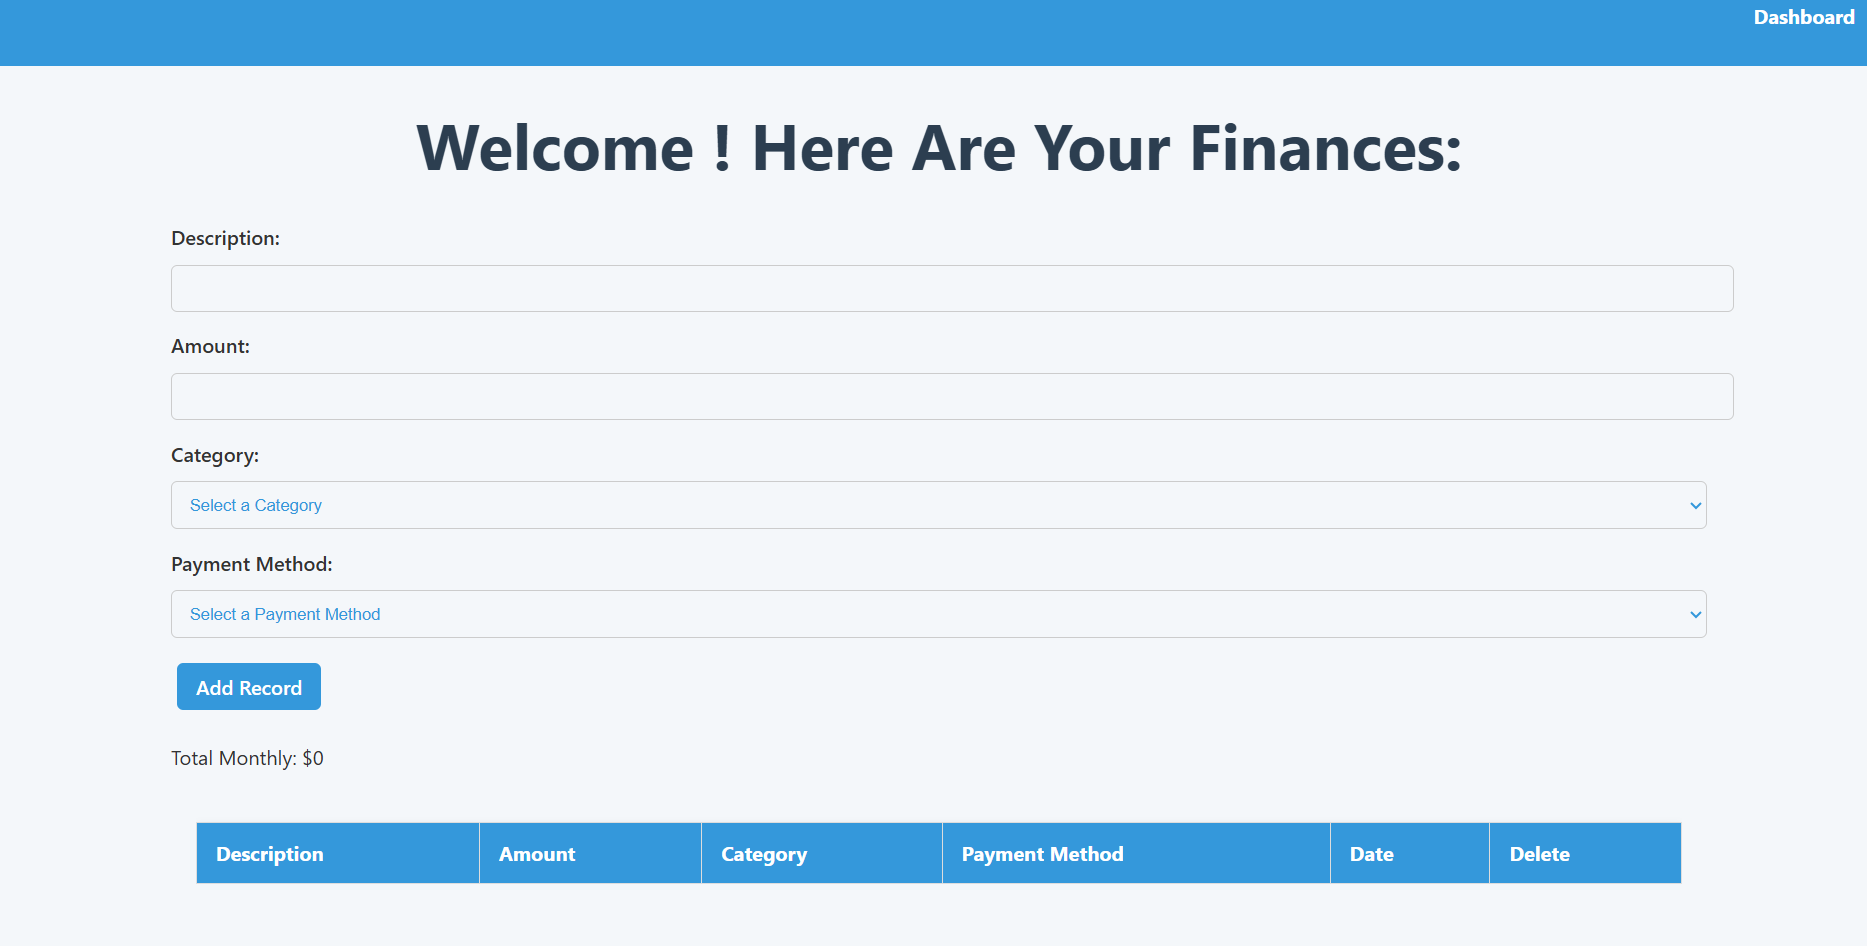 Dashboard
Welcome ! Here Are Your Finances:
Description:
Amount:
Category:
Select a Category
Payment Method:
Select a Payment Method
Add Record
Total Monthly: $0
Description Amount Category Payment Method Date Delete